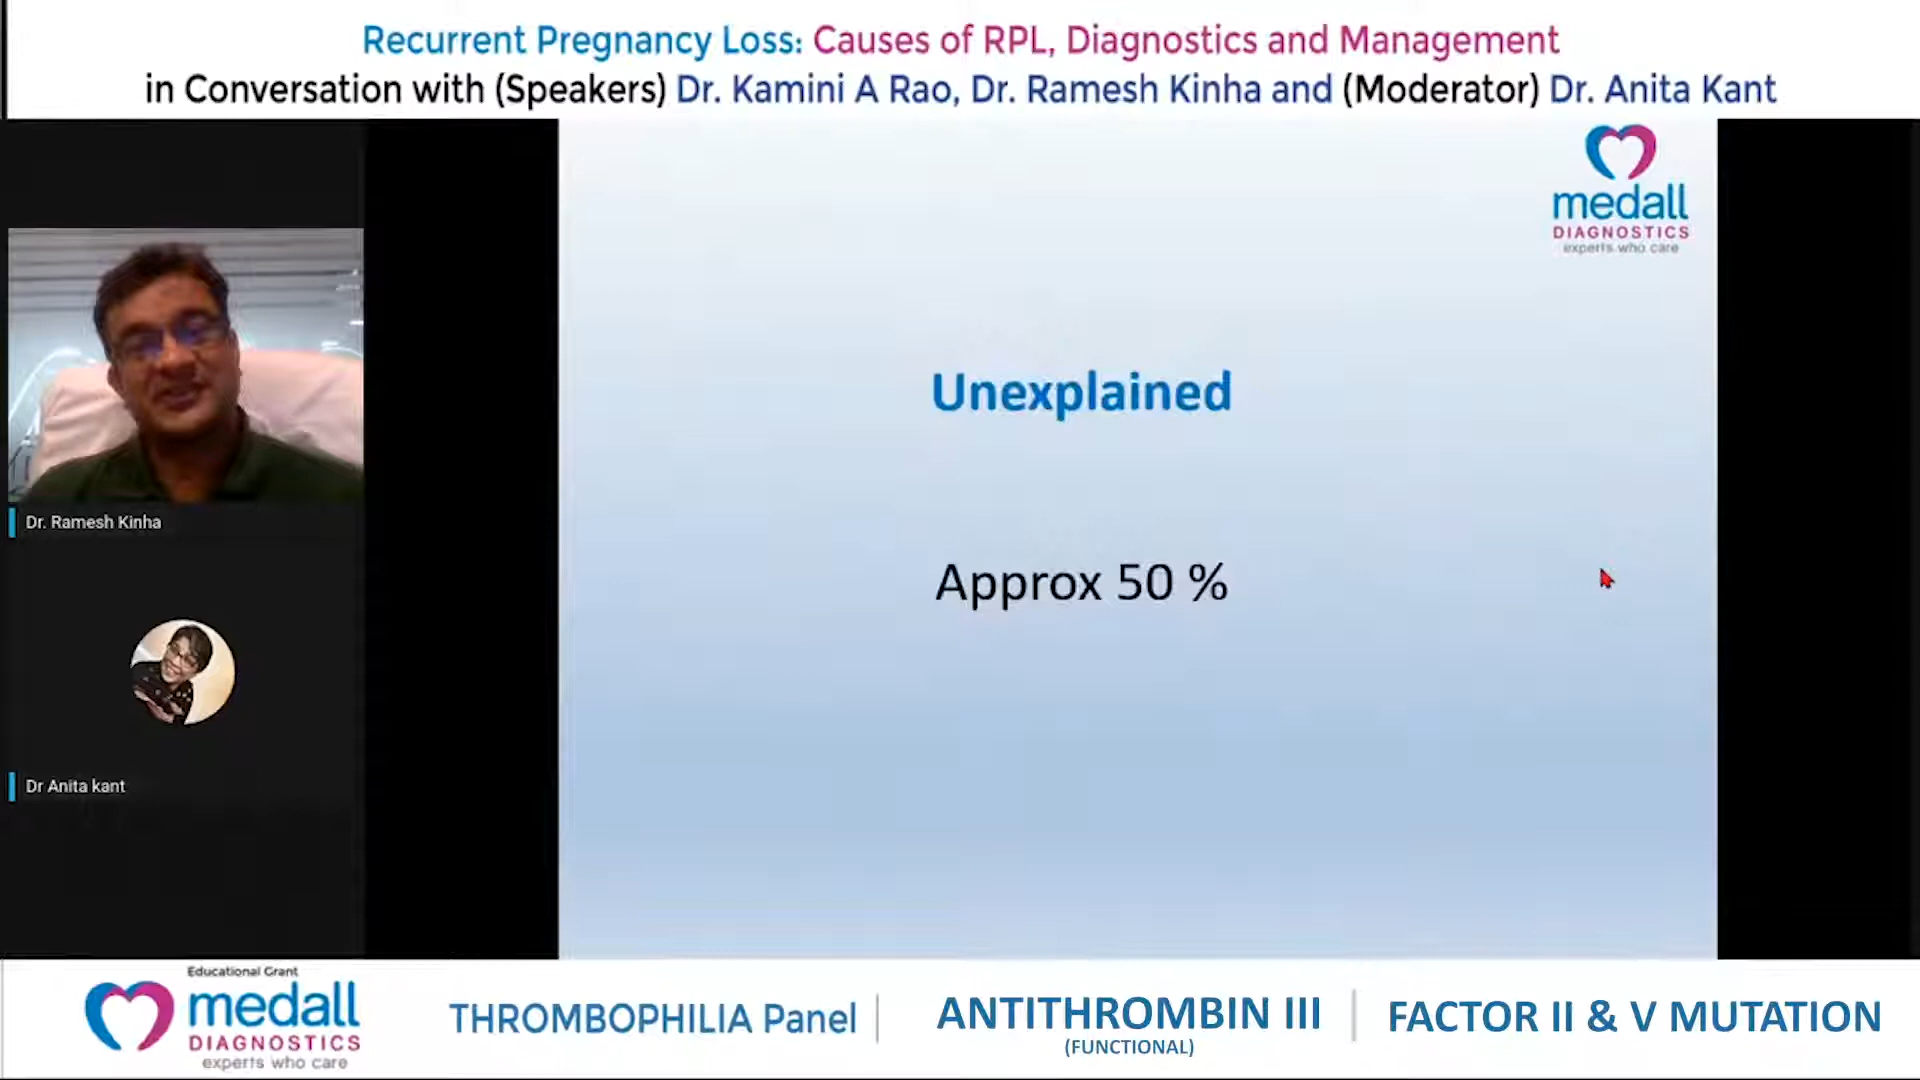 Recurrent Pregnancy Loss: Causes of RPL, Diagnostics and Management
in Conversation with (Speakers) Dr. Kamini A Rao, Dr. Ramesh Kinha and (Moderator) Dr. Anita Kant
medall
DIAGNOSTICS
experts who care
Unexplained
Approx 50 %
Dr. Ramesh Kinha
Dr Anita kant
Educational Grant
medall
DIAGNOSTICS
experts who care
THROMBOPHILIA Panel
ANTITHROMBIN III
(FUNCTIONAL)
FACTOR II & V MUTATION